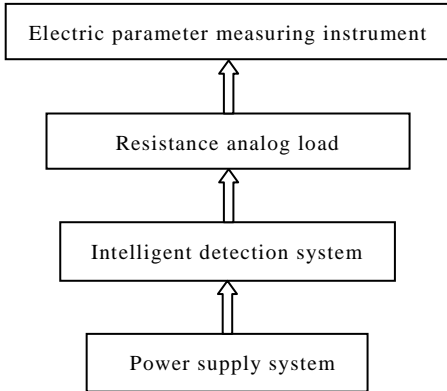 Electric parameter measuring instrument
Resistance analog load
Intelligent detection system
Power supply system